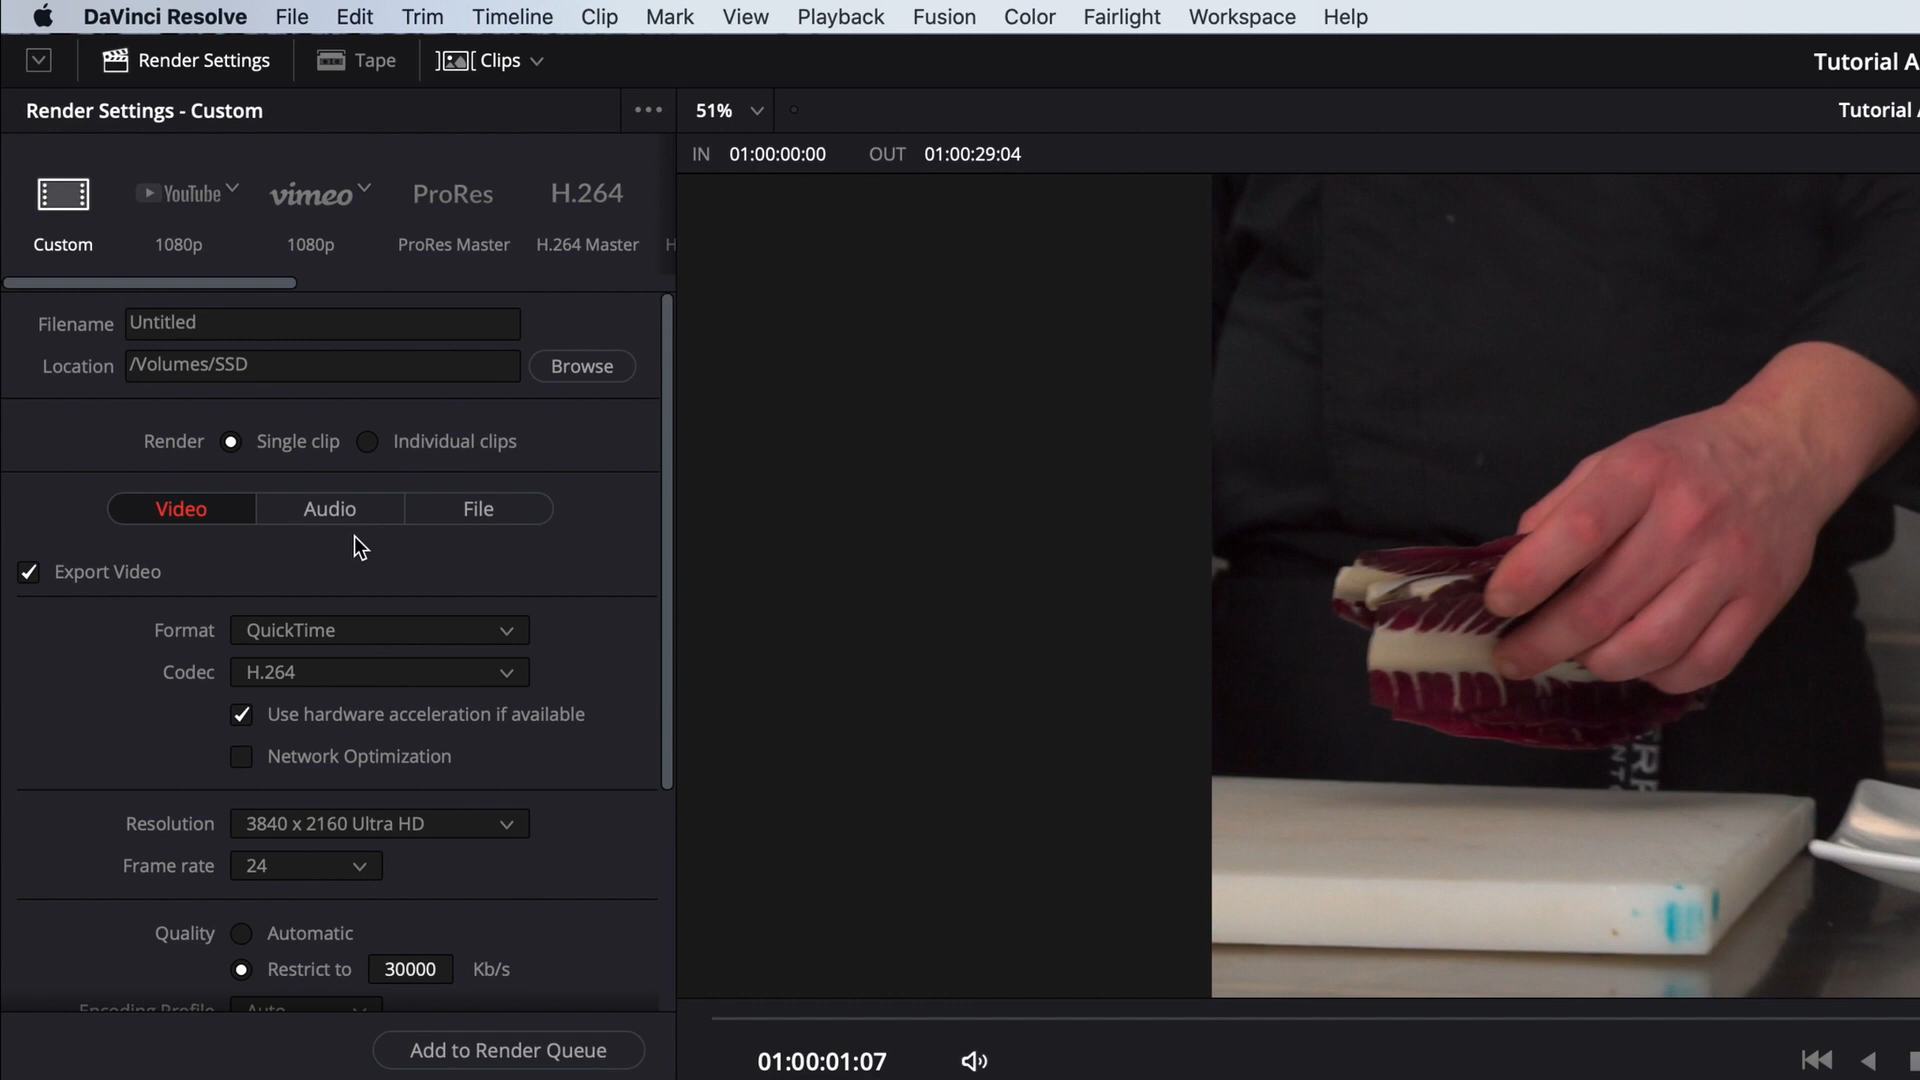 DaVinci Resolve File Edit Trim Timeline Clip Mark View Playback Fusion Color Fairlight Workspace Help
Render Settings Tape Clips
Tutorial A
Render Settings - Custom ••• 51%
Tutorial
IN 01:00:00:00 OUT 01:00:29:04
YouTube vimeo ProRes H.264
Custom 1080p 1080p ProRes Master H.264 Master H
Filename Untitled
Location /Volumes/SSD Browse
Render Single clip Individual clips
Video Audio File
Export Video
Format QuickTime
Codec H.264
Use hardware acceleration if available
Network Optimization
Resolution 3840 x 2160 Ultra HD
Frame rate 24
Quality Automatic
Restrict to 30000 Kb/s
Encoding Profile Auto
Add to Render Queue
01:00:01:07